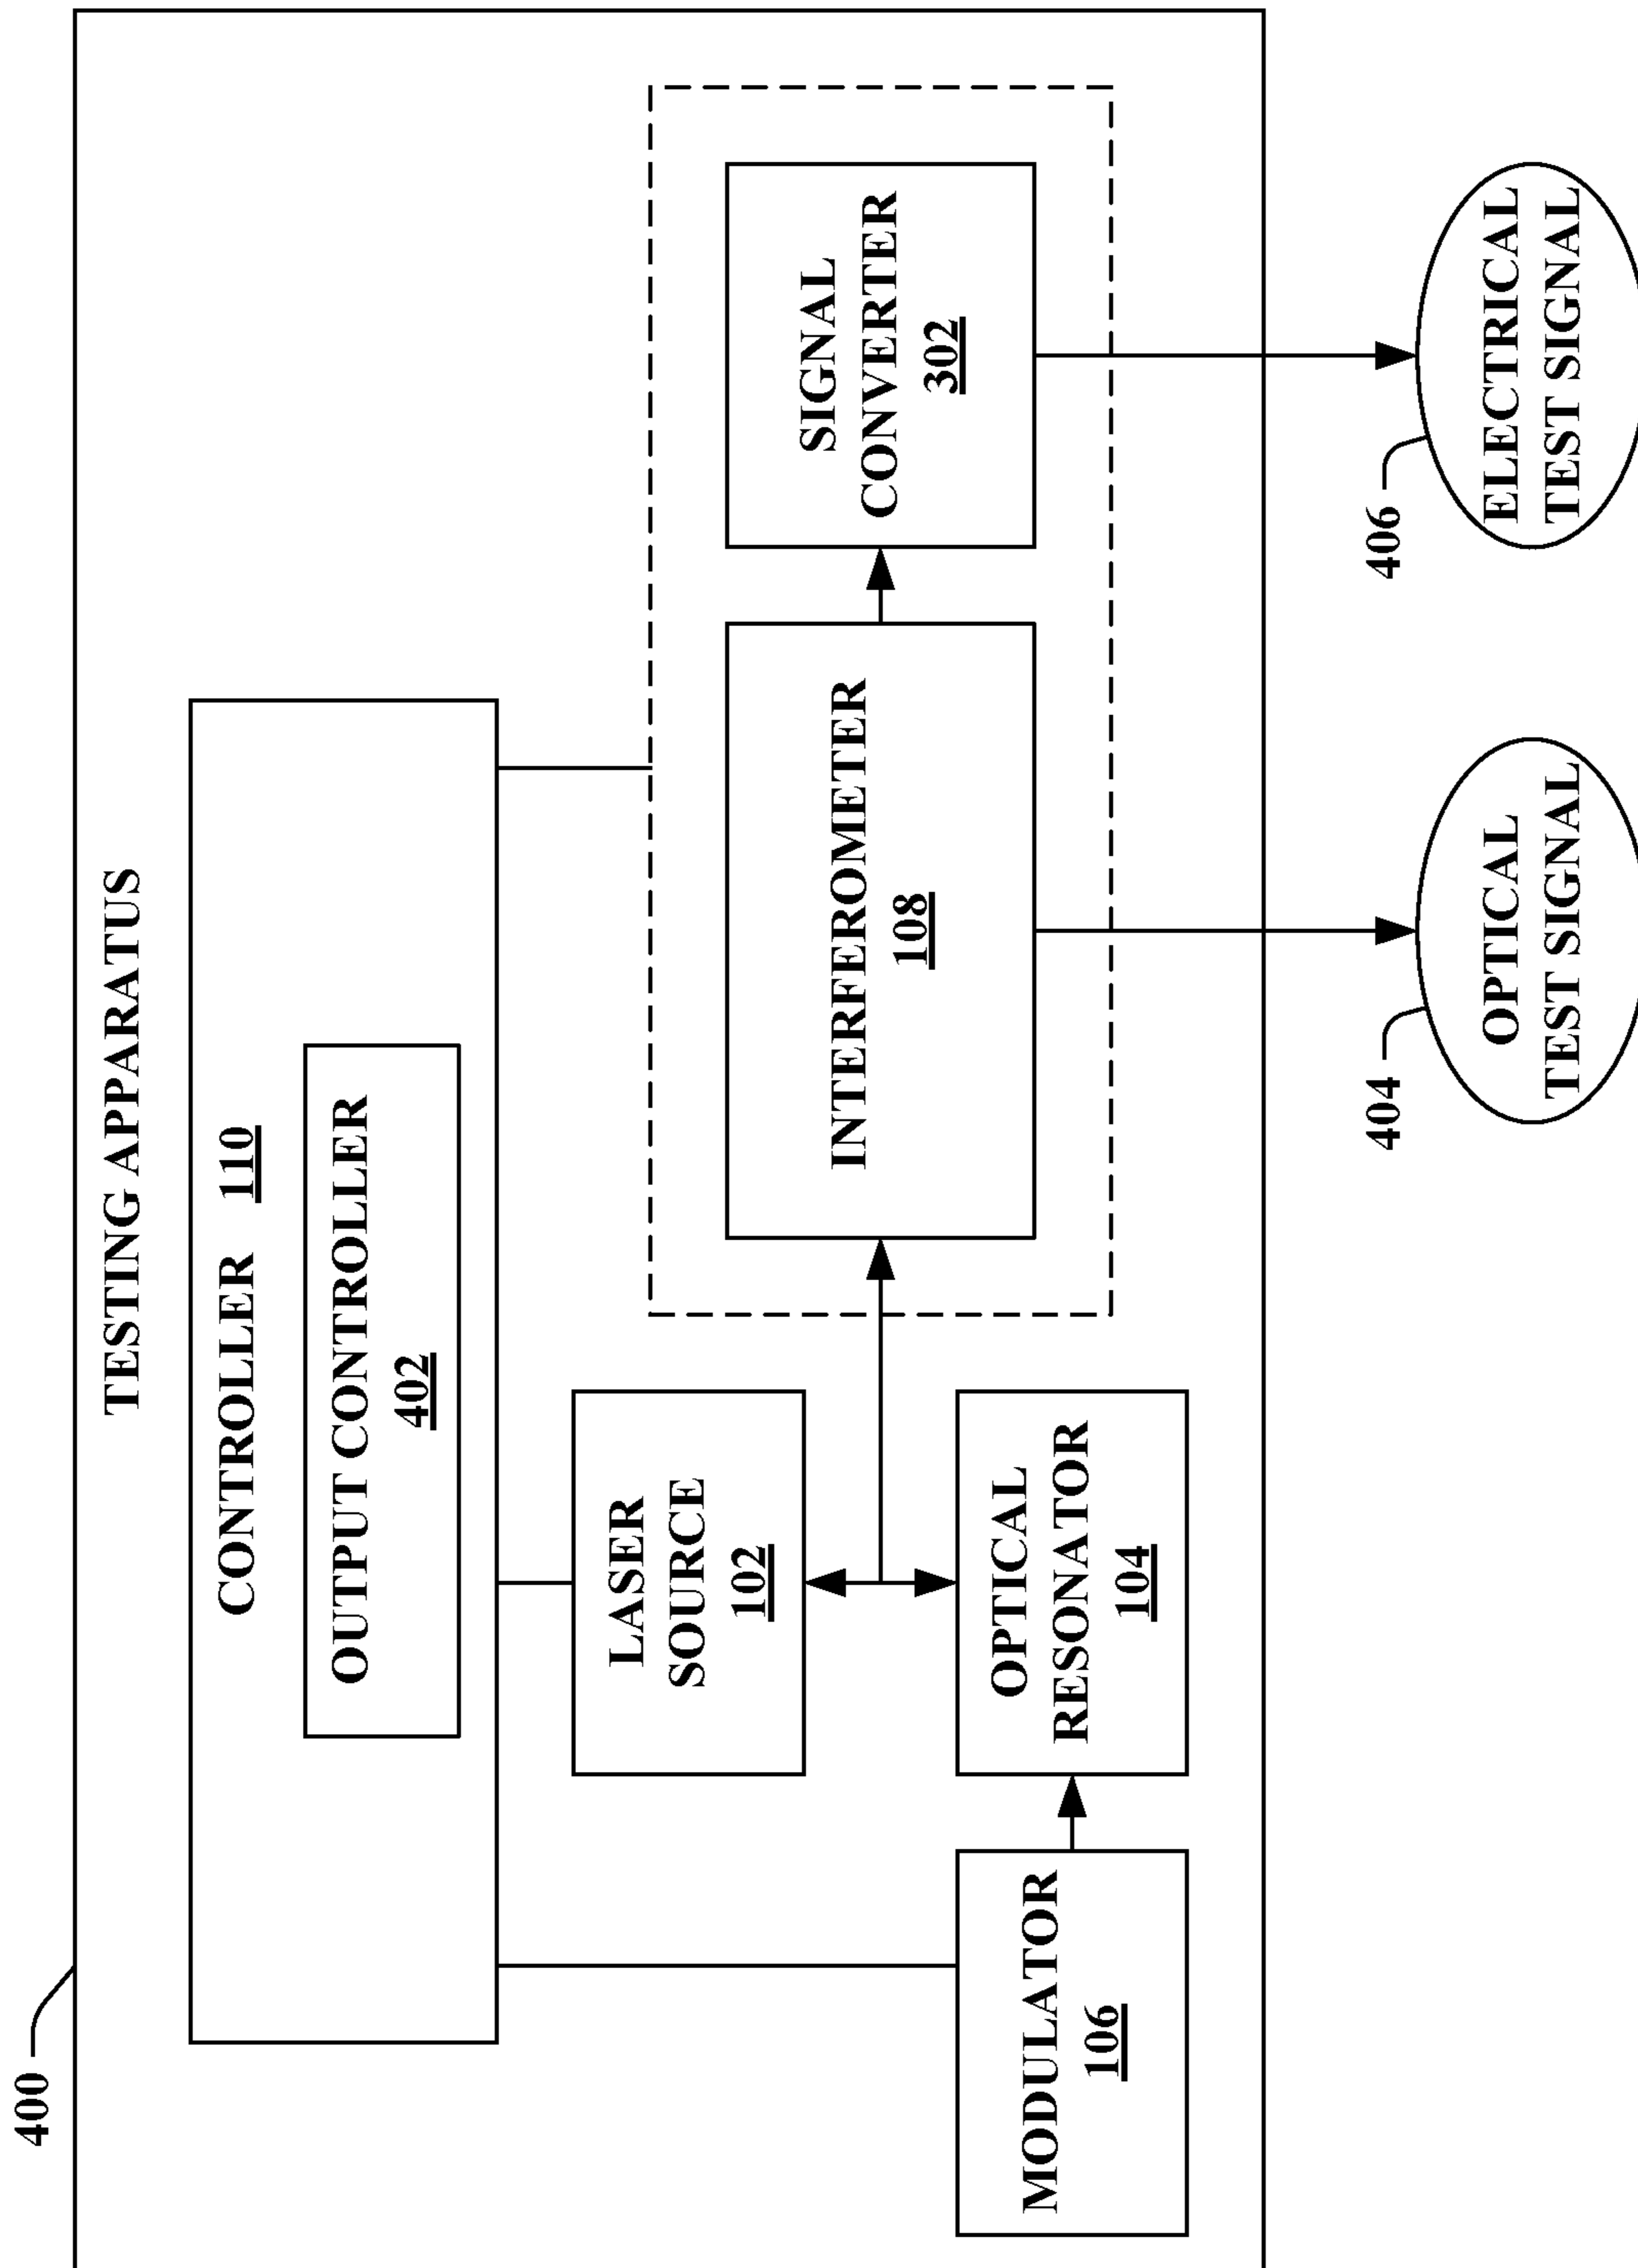 400
TESTING APPARATUS
CONTROLLER 110
OUTPUT CONTROLLER
402
LASER
SOURCE
102
SIGNAL
CONVERTER
302
INTERFEROMETER
108
MODULATOR
106
OPTICAL
RESONATOR
104
404
OPTICAL
TEST SIGNAL
406
ELECTRICAL
TEST SIGNAL